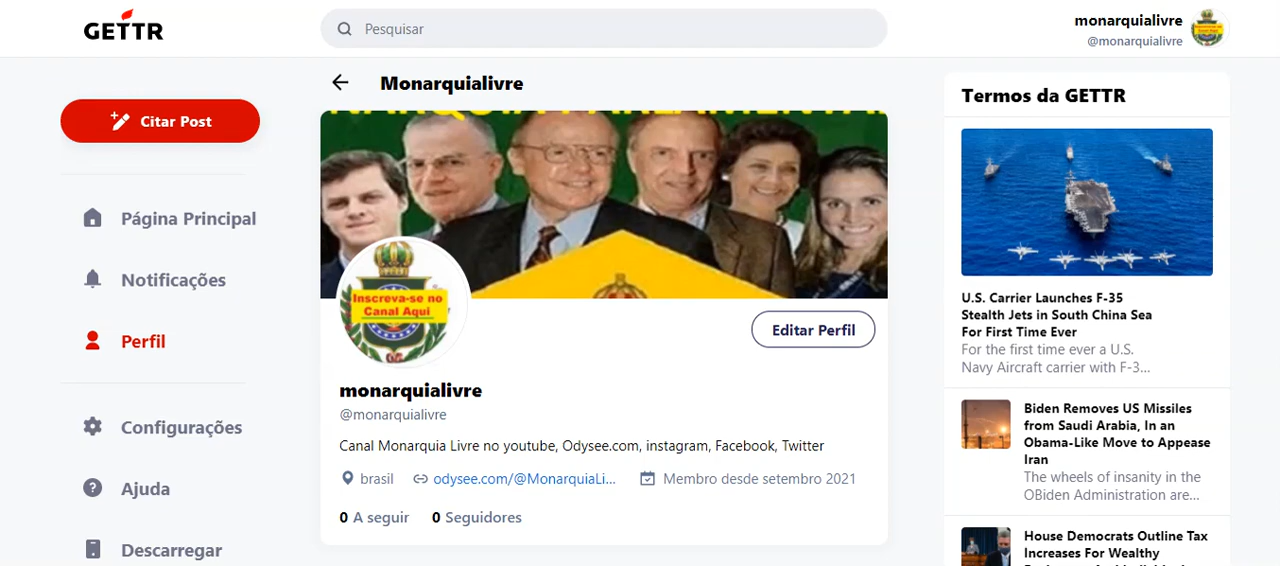 GETTR
Pesquisar
monarquialivre
@monarquialivre
Citar Post
Página Principal
Notificações
Perfil
Configurações
Ajuda
Descarregar
Monarquialivre
Inscreva-se no
Canal Aqui
Editar Perfil
monarquialivre
@monarquialivre
Canal Monarquia Livre no youtube, Odysee.com, instagram, Facebook, Twitter
brasil
odysee.com/@MonarquiaLi...
Membro desde setembro 2021
0 A seguir
0 Seguidores
Termos da GETTR
U.S. Carrier Launches F-35
Stealth Jets in South China Sea
For First Time Ever
For the first time ever a U.S.
Navy Aircraft carrier with F-3...
Biden Removes US Missiles
from Saudi Arabia, In an
Obama-Like Move to Appease
Iran
The wheels of insanity in the
OBiden Administration are...
House Democrats Outline Tax
Increases For Wealthy